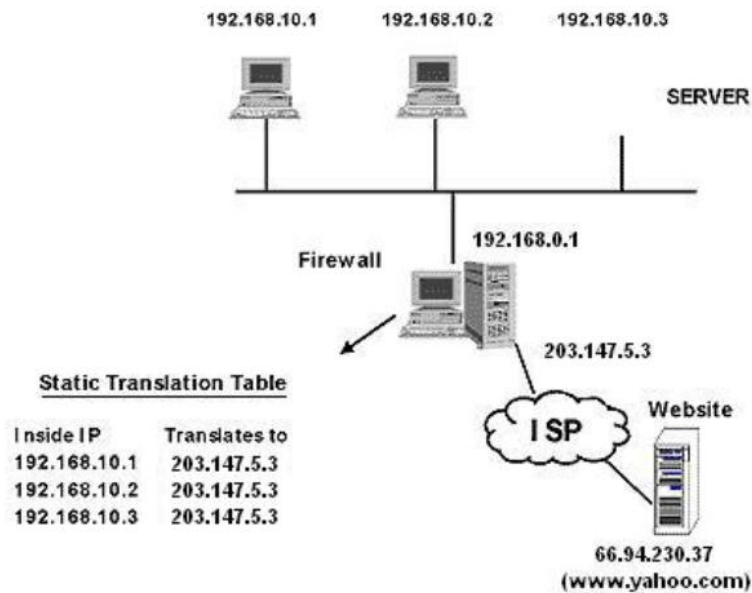 192.168.10.1 192.168.10.2 192.168.10.3
SERVER
192.168.0.1
Firewall
203.147.5.3
Static Translation Table
Website
ISP
Inside IP Translates to
192.168.10.1 203.147.5.3
192.168.10.2 203.147.5.3
192.168.10.3 203.147.5.3
66.94.230.37
(www.yahoo.com)